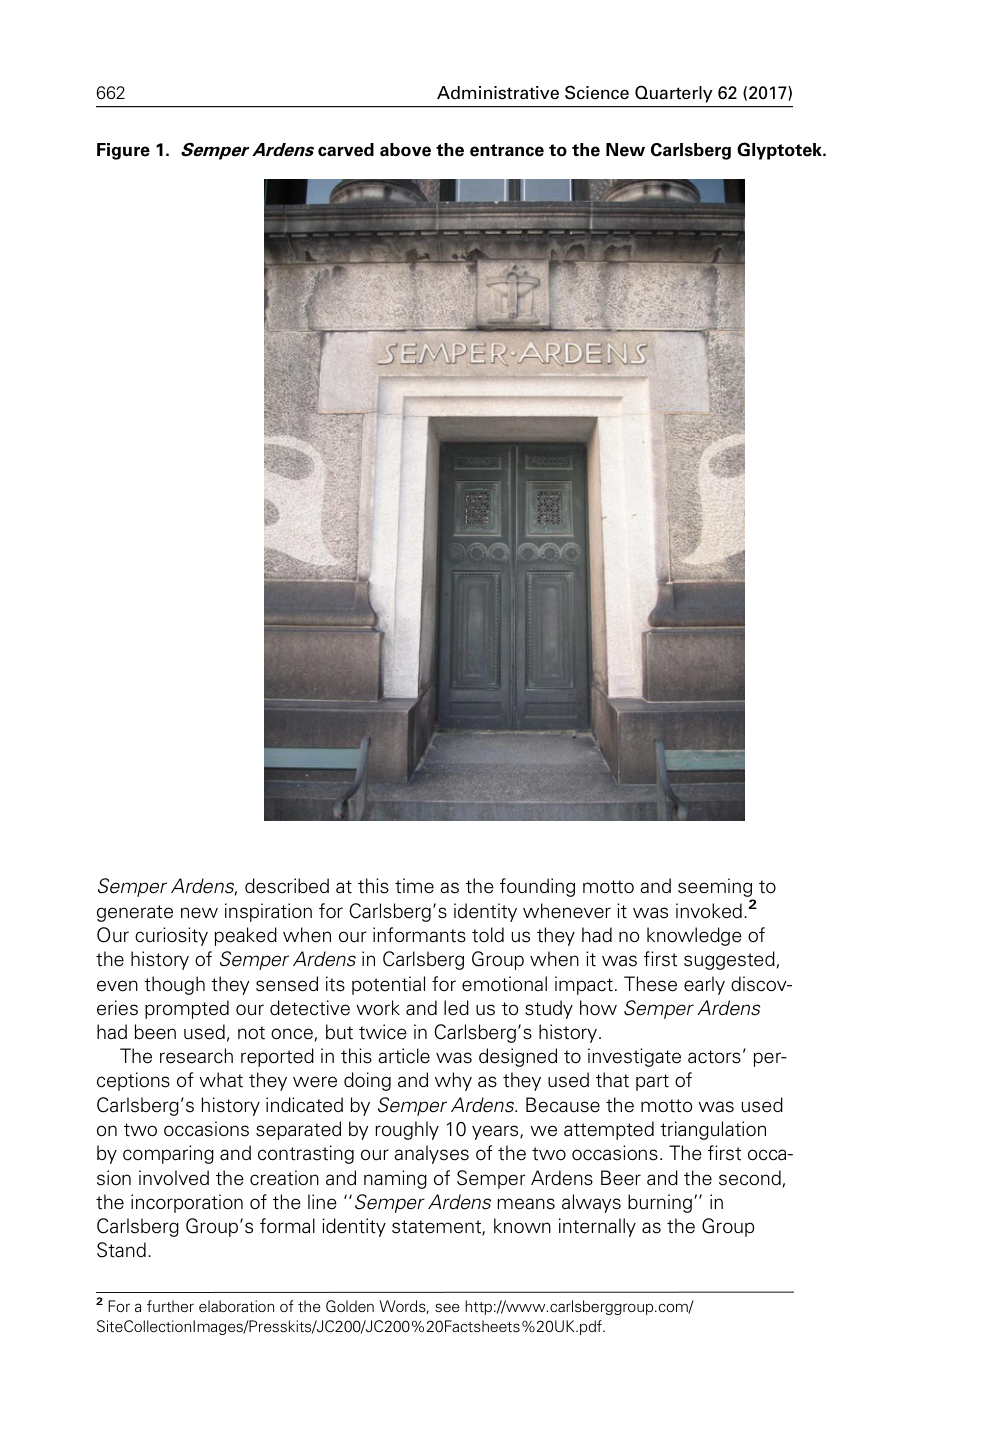 662
Administrative Science Quarterly 62 (2017)
Figure 1. Semper Ardens carved above the entrance to the New Carlsberg Glyptotek.
SEMPER·ARDENS
Semper Ardens, described at this time as the founding motto and seeming to
generate new inspiration for Carlsberg's identity whenever it was invoked.2
Our curiosity peaked when our informants told us they had no knowledge of
the history of Semper Ardens in Carlsberg Group when it was first suggested,
even though they sensed its potential for emotional impact. These early discov-
eries prompted our detective work and led us to study how Semper Ardens
had been used, not once, but twice in Carlsberg's history.
The research reported in this article was designed to investigate actors' per-
ceptions of what they were doing and why as they used that part of
Carlsberg's history indicated by Semper Ardens. Because the motto was used
on two occasions separated by roughly 10 years, we attempted triangulation
by comparing and contrasting our analyses of the two occasions. The first occa-
sion involved the creation and naming of Semper Ardens Beer and the second,
the incorporation of the line ''Semper Ardens means always burning'' in
Carlsberg Group's formal identity statement, known internally as the Group
Stand.
2 For a further elaboration of the Golden Words, see http://www.carlsberggroup.com/
SiteCollectionImages/Presskits/JC200/JC200%20Factsheets%20UK.pdf.